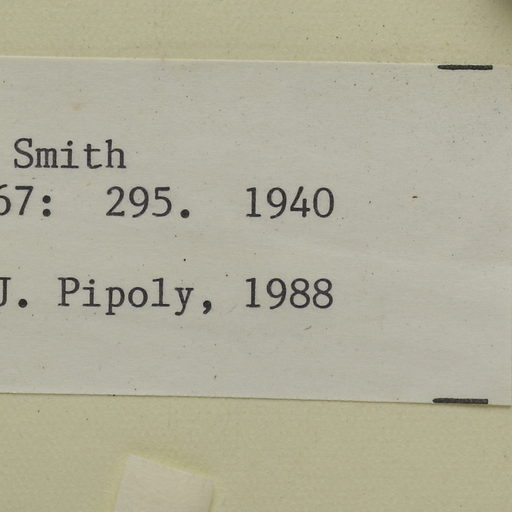 Smith
67: 295. 1940
J. Pipoly, 1988